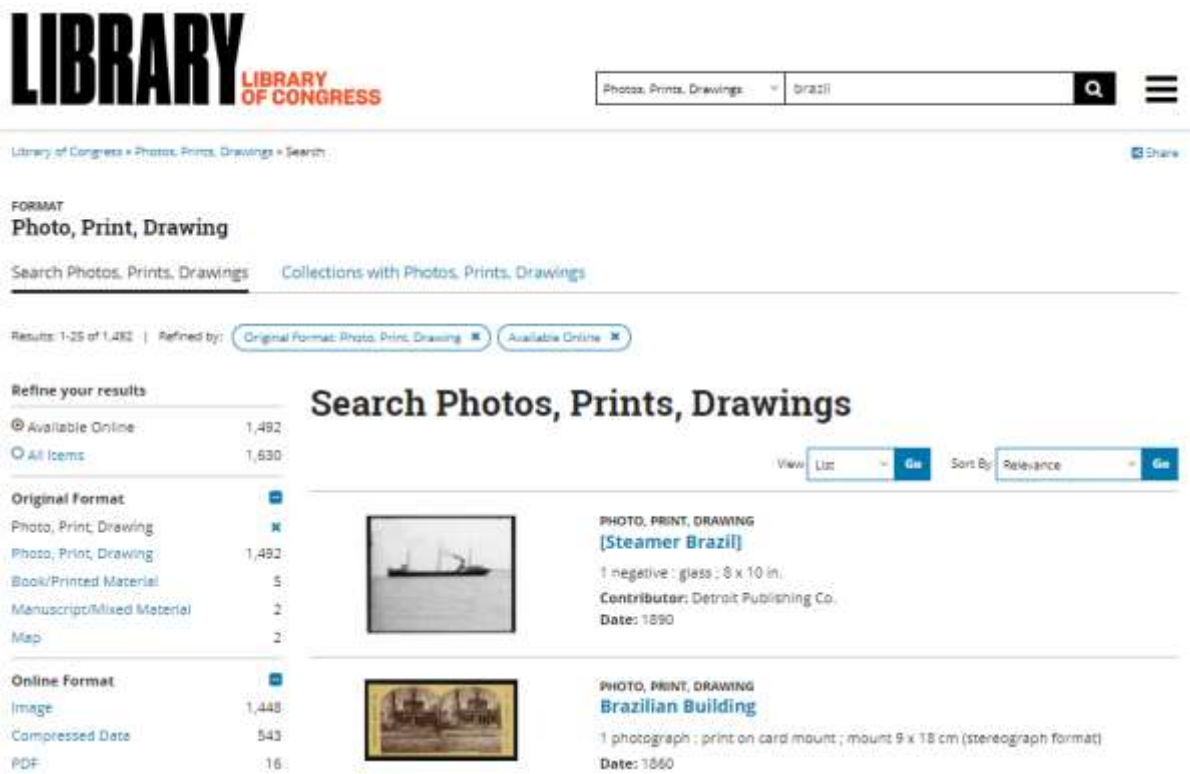 LIBRARY
LIBRARY
OF CONGRESS
Photos, Prints, Drawings brazil
Library of Congress » Photos, Prints, Drawings » Search
Share
FORMAT
Photo, Print, Drawing
Search Photos, Prints, Drawings Collections with Photos, Prints, Drawings
Results: 1-25 of 1,492 | Refined by: Original Format: Photo, Print, Drawing Available Online
Refine your results
Available Online 1,492
All Items 1,630
Original Format
Photo, Print, Drawing
Photo, Print, Drawing 1,492
Book/Printed Material 5
Manuscript/Mixed Material 2
Map 2
Online Format
Image 1,448
Compressed Data 543
PDF 16
Search Photos, Prints, Drawings
View List Go Sort By Relevance Go
PHOTO, PRINT, DRAWING
[Steamer Brazil]
1 negative : glass ; 8 x 10 in.
Contributor: Detroit Publishing Co.
Date: 1890
PHOTO, PRINT, DRAWING
Brazilian Building
1 photograph : print on card mount ; mount 9 x 18 cm (stereograph format)
Date: 1860